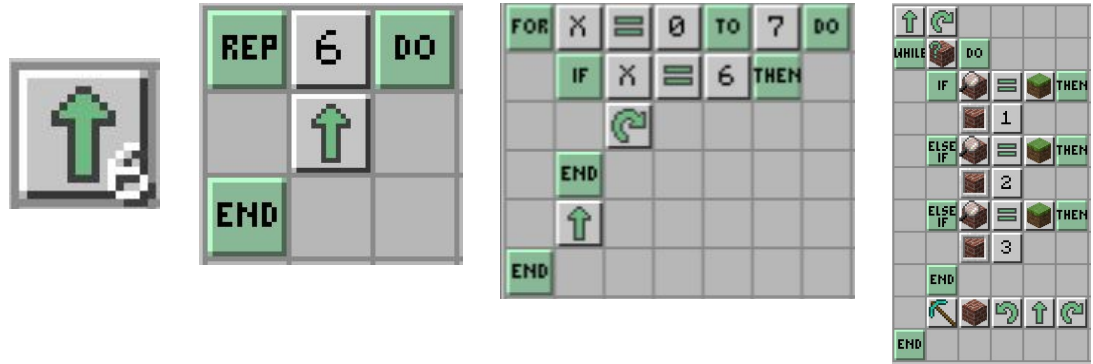 6
REP 6 DO
END
FOR X = 0 TO 7 DO
IF X = 6 THEN
END
END
WHILE ? DO
IF = THEN
1
ELSE IF = THEN
2
ELSE IF = THEN
3
END
END